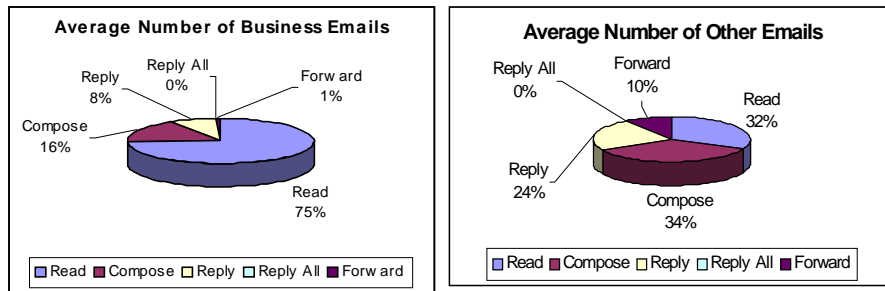 Average Number of Business Emails
Reply All
0%
Reply
8%
Forw ard
1%
Compose
16%
Read
75%
Read Compose Reply Reply All Forw ard
Average Number of Other Emails
Forward
10%
Reply All
0%
Read
32%
Reply
24%
Compose
34%
Read Compose Reply Reply All Forward